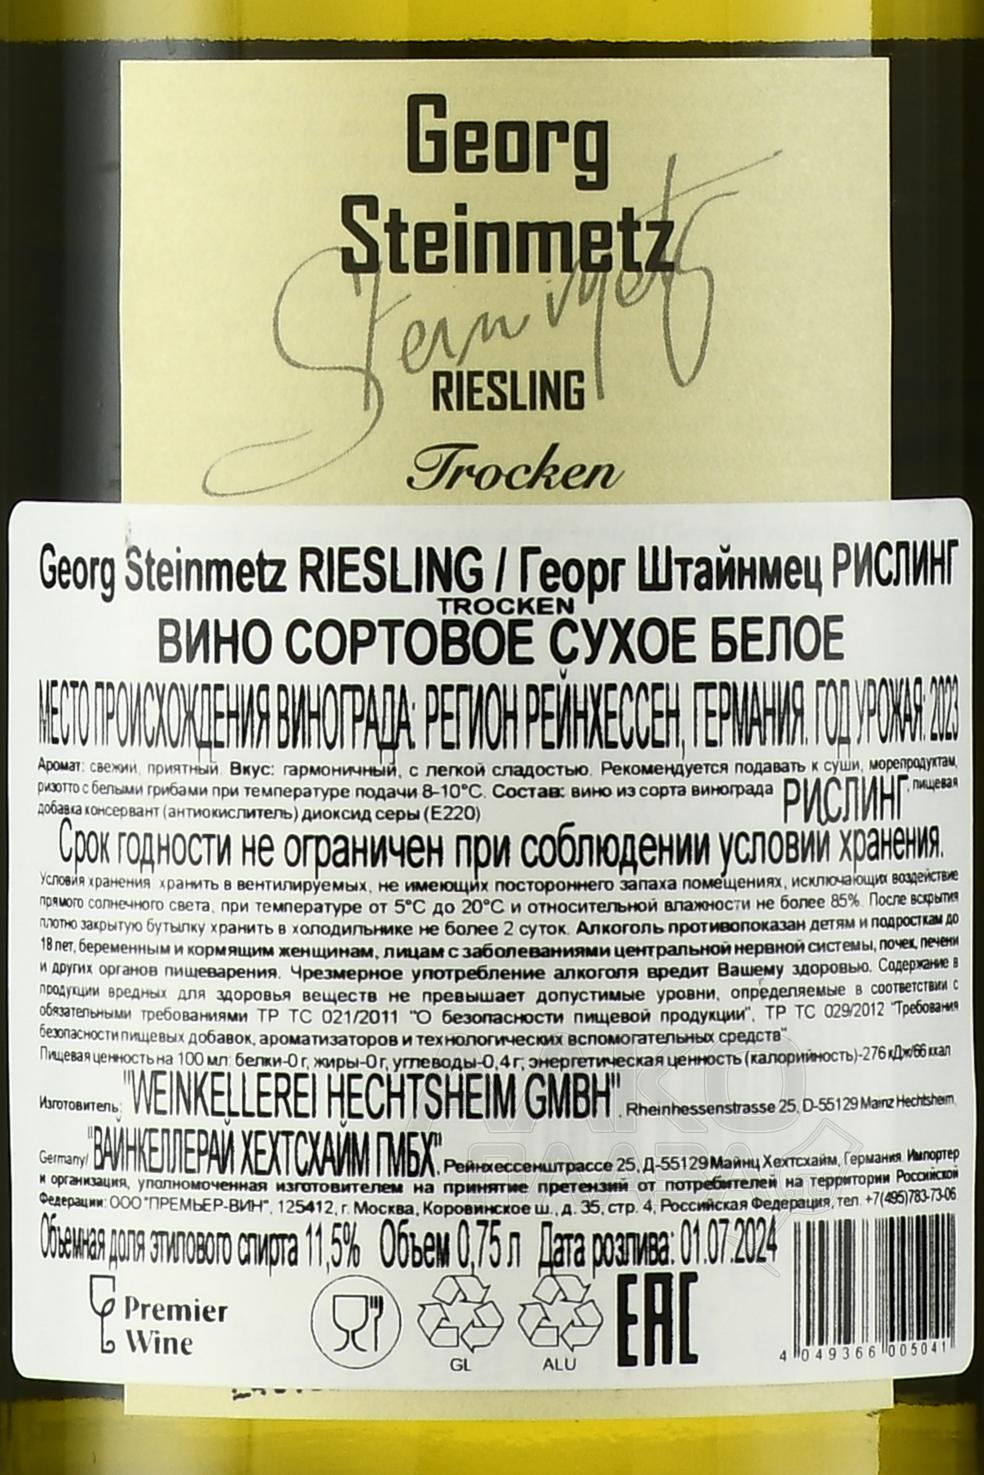 Georg
Steinmetz
Steinmetz
RIESLING
Trocken
Georg Steinmetz RIESLING / Георг Штайнмец РИСЛИНГ
TROCKEN
ВИНО СОРТОВОЕ СУХОЕ БЕЛОЕ
МЕСТО ПРОИСХОЖДЕНИЯ ВИНОГРАДА: РЕГИОН РЕЙНХЕССЕН, ГЕРМАНИЯ. ГОД УРОЖАЯ: 2023
Аромат: свежий, приятный. Вкус: гармоничный, с легкой сладостью. Рекомендуется подавать к суши, морепродуктам,
ризотто с белыми грибами при температуре подачи 8-10°С. Состав: вино из сорта винограда РИСЛИНГ, пищевая
добавка консервант (антиокислитель) диоксид серы (Е220)
Срок годности не ограничен при соблюдении условий хранения.
Условия хранения: хранить в вентилируемых, не имеющих постороннего запаха помещениях, исключающих воздействие
прямого солнечного света, при температуре от 5°С до 20°С и относительной влажности не более 85%. После вскрытия
плотно закрытую бутылку хранить в холодильнике не более 2 суток. Алкоголь противопоказан детям и подросткам до
18 лет, беременным и кормящим женщинам, лицам с заболеваниями центральной нервной системы, почек, печени
и других органов пищеварения. Чрезмерное употребление алкоголя вредит Вашему здоровью. Содержание в
продукции вредных для здоровья веществ не превышает допустимые уровни, определяемые в соответствии с
обязательными требованиями ТР ТС 021/2011 "О безопасности пищевой продукции", ТР ТС 029/2012 "Требования
безопасности пищевых добавок, ароматизаторов и технологических вспомогательных средств"
Пищевая ценность на 100 мл: белки-0 г, жиры-0 г, углеводы-0,4 г; энергетическая ценность (калорийность)-276 кДж/66 ккал
Изготовитель: "WEINKELLEREI HECHTSHEIM GMBH", Rheinhessenstrasse 25, D-55129 Mainz Hechtsheim,
Germany/ "ВАЙНКЕЛЛЕРАЙ ХЕХТСХАЙМ ГМБХ", Рейнхессенштрассе 25, Д-55129 Майнц Хехтсхайм, Германия. Импортер
и организация, уполномоченная изготовителем на принятие претензий от потребителей на территории Российской
Федерации: ООО "ПРЕМЬЕР-ВИН", 125412, г. Москва, Коровинское ш., д. 35, стр. 4, Российская Федерация, тел. +7(495)783-73-06
Объемная доля этилового спирта 11,5% Объем 0,75 л Дата розлива: 01.07.2024
Premier
Wine
GL
ALU
EAC
4 049366 005041